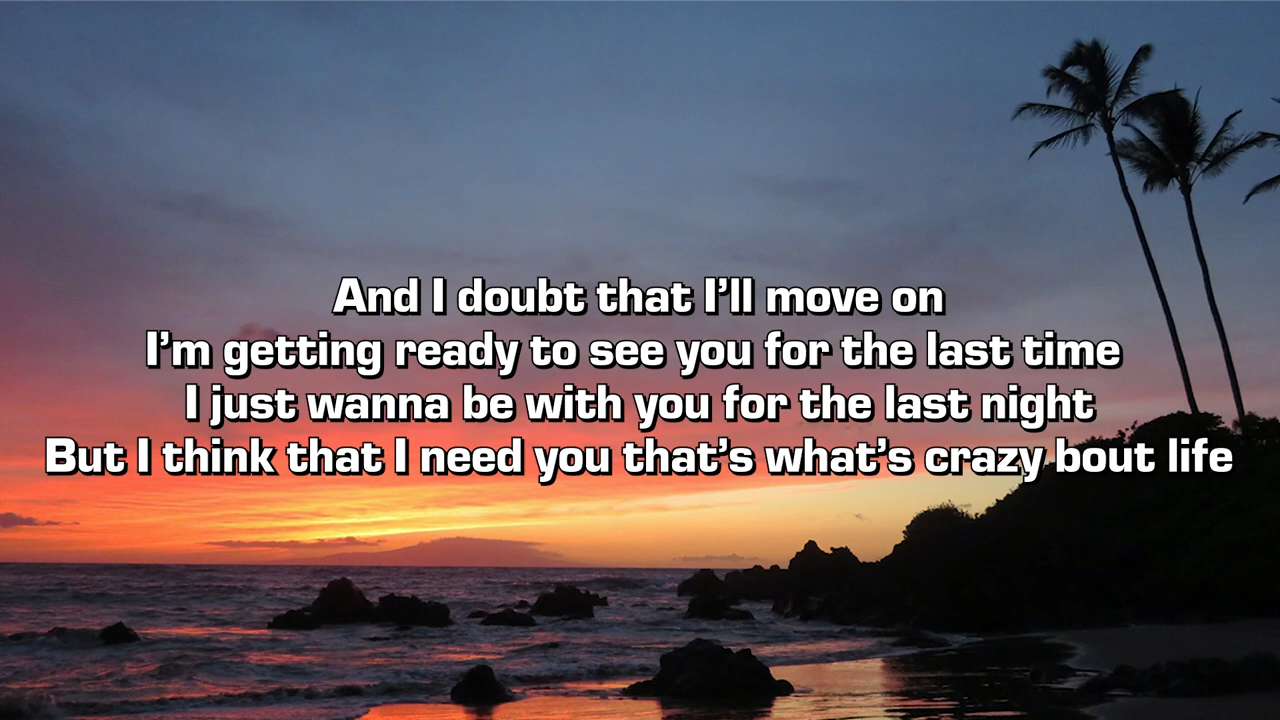 And I doubt that I’ll move on
I’m getting ready to see you for the last time
I just wanna be with you for the last night
But I think that I need you that’s what’s crazy bout life